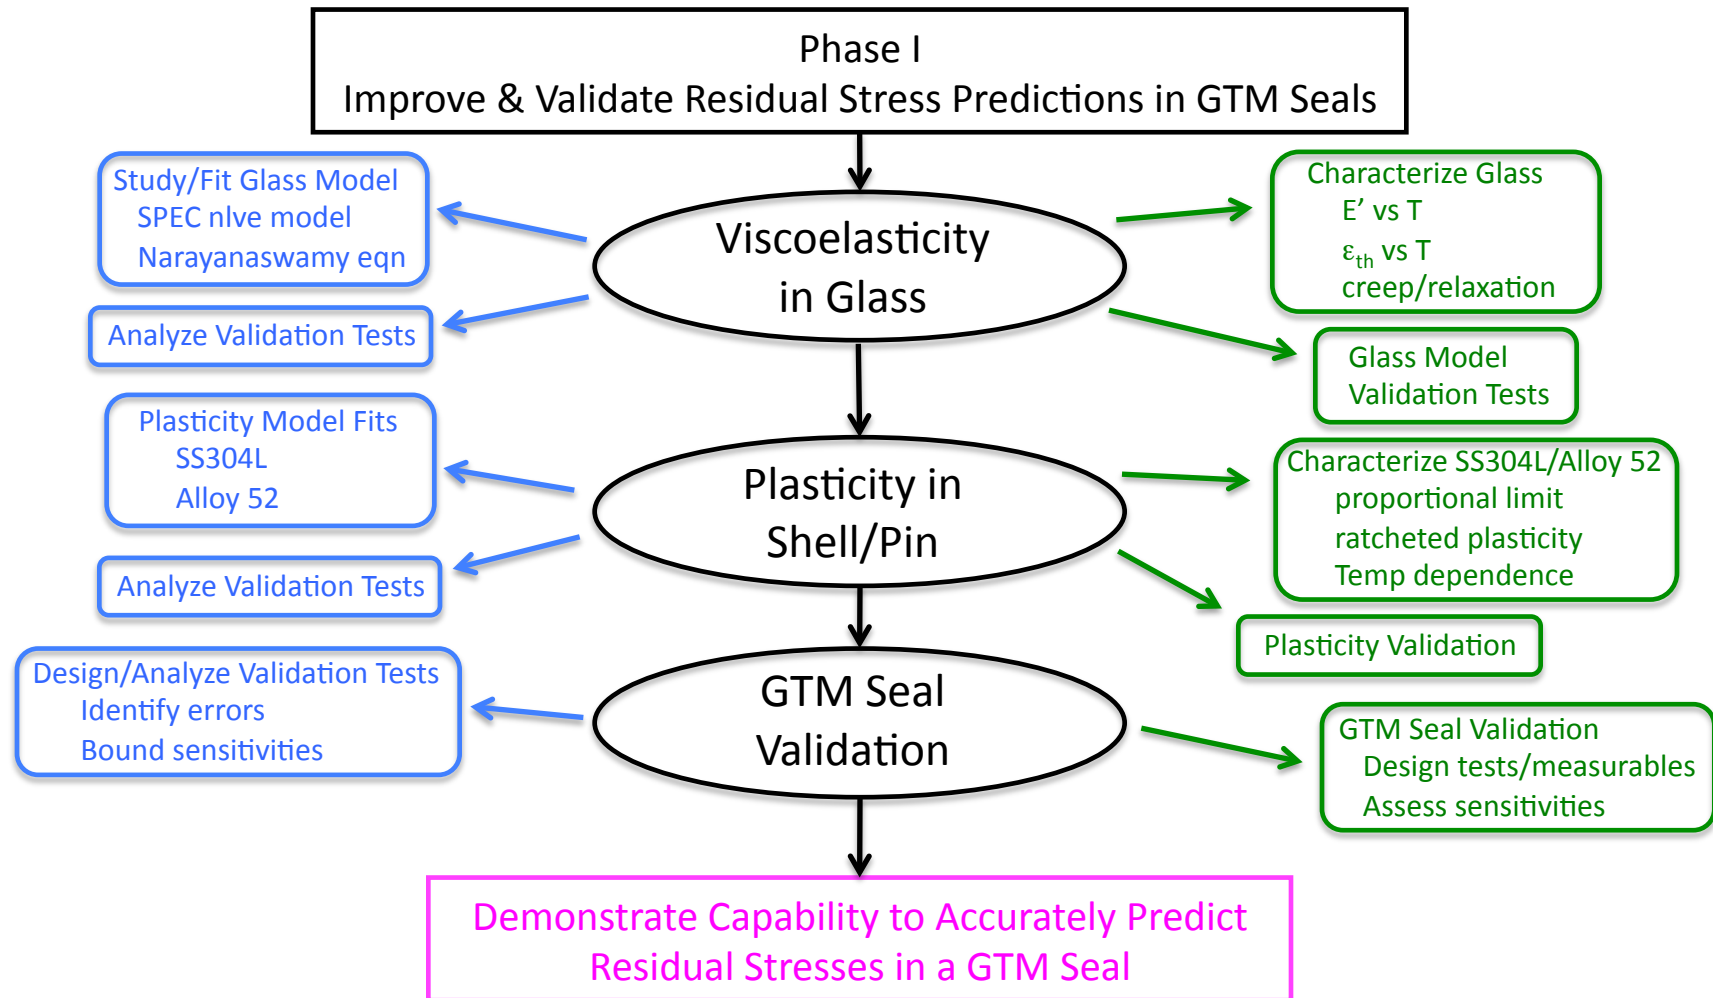 Phase I
Improve & Validate Residual Stress Predictions in GTM Seals
Study/Fit Glass Model
SPEC nlve model
Narayanaswamy eqn
Analyze Validation Tests
Viscoelasticity
in Glass
Characterize Glass
E’ vs T
ε_th vs T
creep/relaxation
Glass Model
Validation Tests
Plasticity Model Fits
SS304L
Alloy 52
Analyze Validation Tests
Plasticity in
Shell/Pin
Characterize SS304L/Alloy 52
proportional limit
ratcheted plasticity
Temp dependence
Plasticity Validation
Design/Analyze Validation Tests
Identify errors
Bound sensitivities
GTM Seal
Validation
GTM Seal Validation
Design tests/measurables
Assess sensitivities
Demonstrate Capability to Accurately Predict
Residual Stresses in a GTM Seal